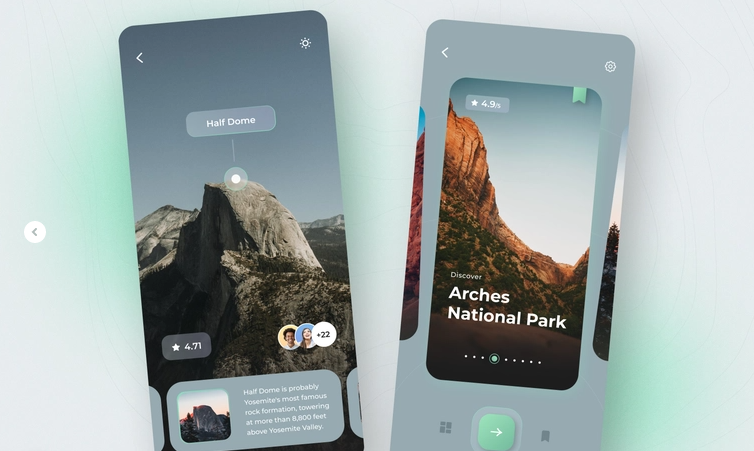 Half Dome
4.71
+22
Half Dome is probably
Yosemite's most famous
rock formation, towering
at more than 8,800 feet
above Yosemite Valley.
4.9/5
Discover
Arches
National Park